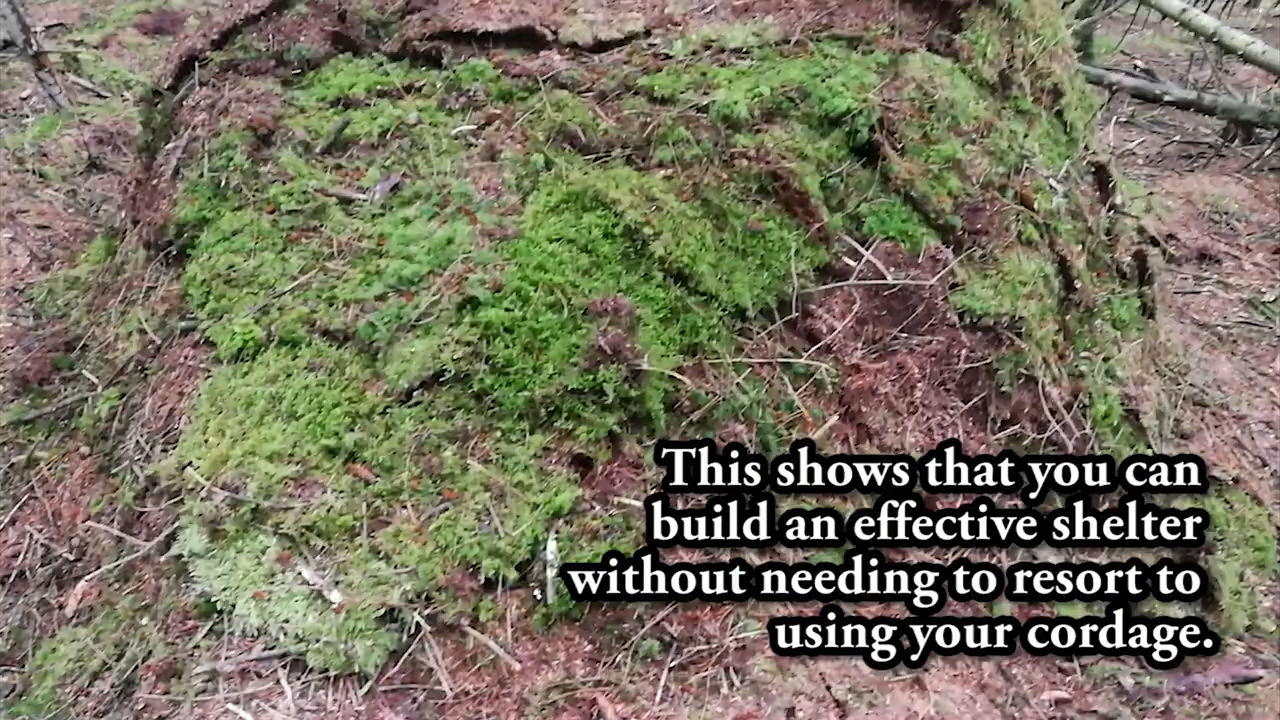 This shows that you can
build an effective shelter
without needing to resort to
using your cordage.